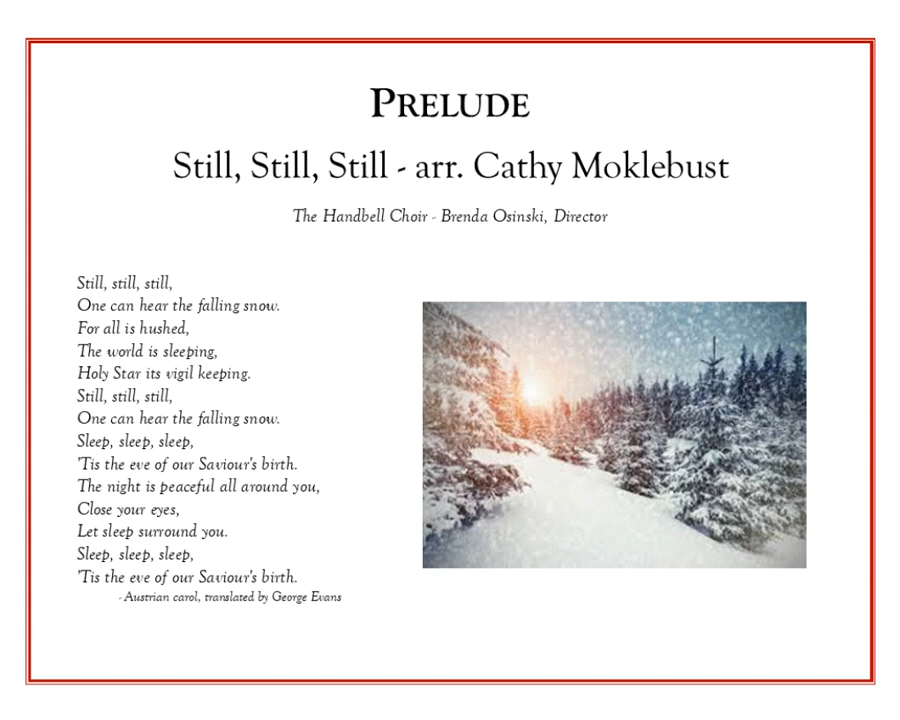 PRELUDE
Still, Still, Still - arr. Cathy Moklebust
The Handbell Choir - Brenda Osinski, Director
Still, still, still,
One can hear the falling snow.
For all is hushed,
The world is sleeping,
Holy Star its vigil keeping.
Still, still, still,
One can hear the falling snow.
Sleep, sleep, sleep,
'Tis the eve of our Saviour's birth.
The night is peaceful all around you,
Close your eyes,
Let sleep surround you.
Sleep, sleep, sleep,
'Tis the eve of our Saviour's birth.
- Austrian carol, translated by George Evans